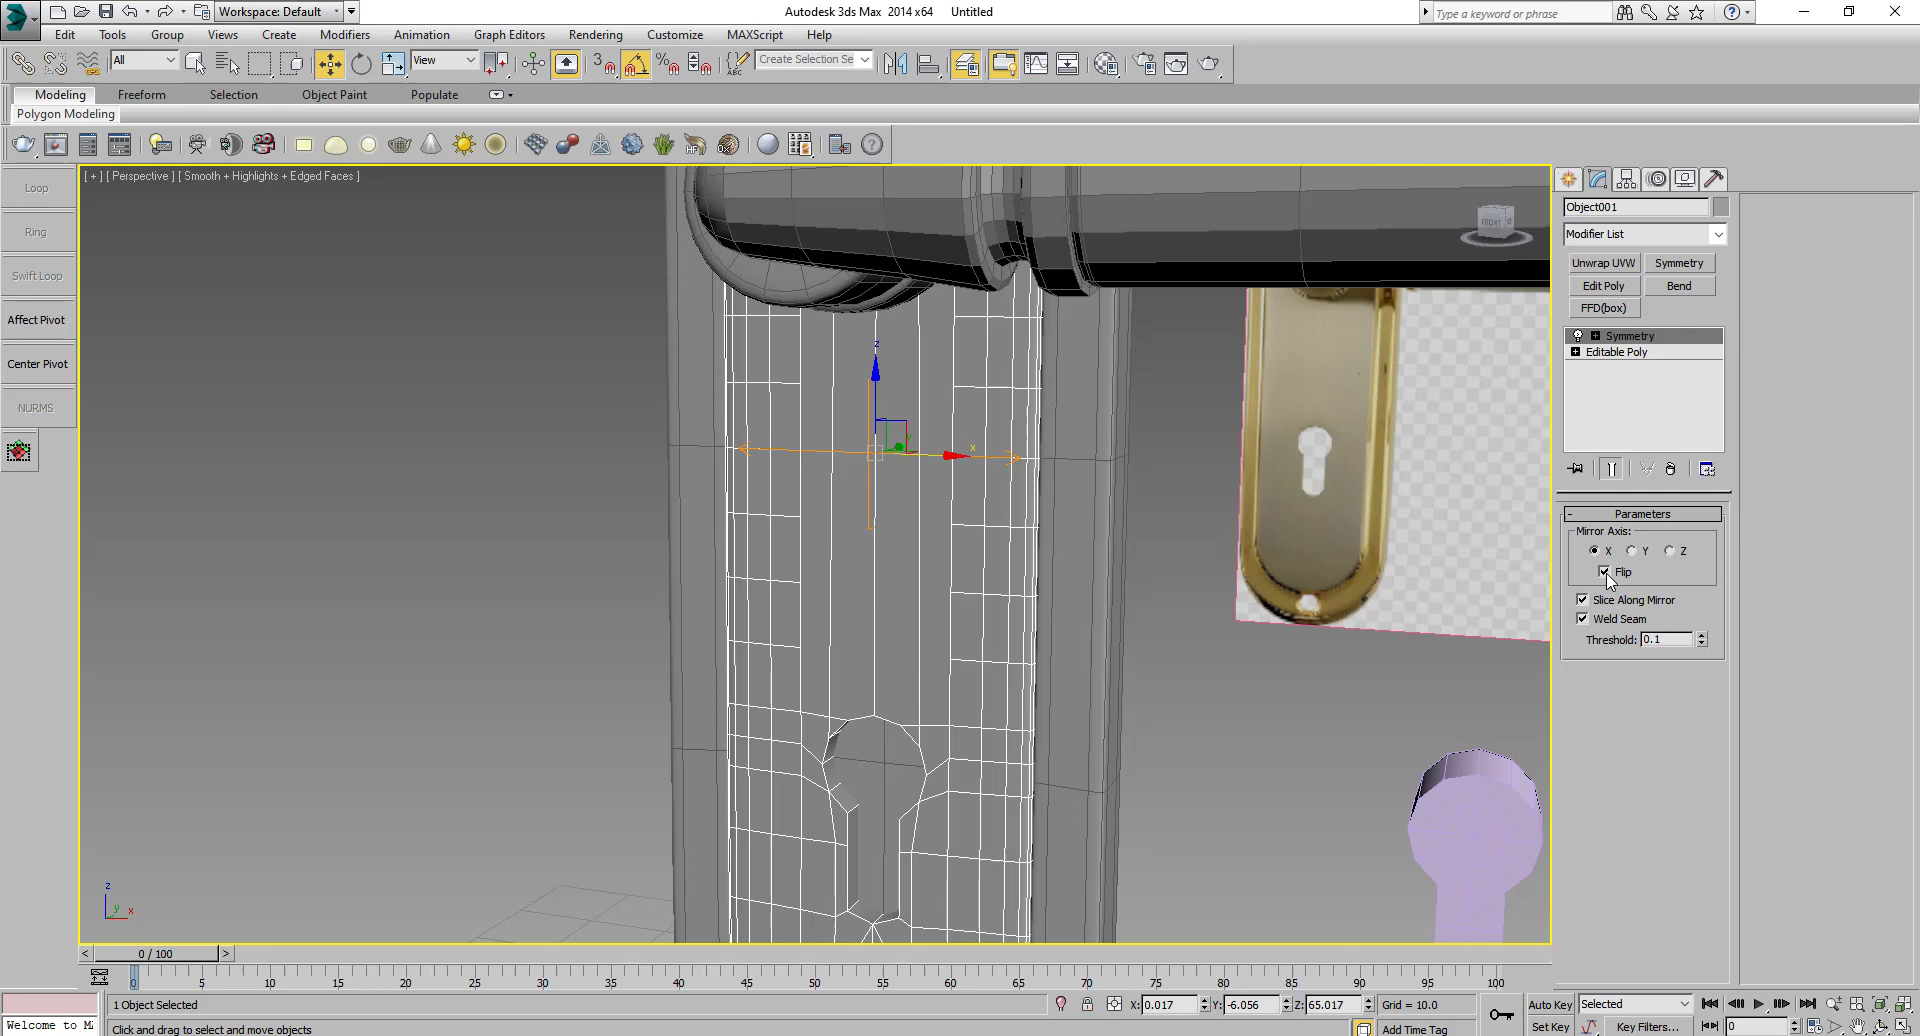 Workspace: Default
Autodesk 3ds Max 2014 x64 Untitled
Type a keyword or phrase
Edit Tools Group Views Create Modifiers Animation Graph Editors Rendering Customize MAXScript Help
All
View
3
ABC
Create Selection Se
Modeling Freeform Selection Object Paint Populate
Polygon Modeling
Loop
Ring
Swift Loop
Affect Pivot
Center Pivot
NURMS
[ + ] [ Perspective ] [ Smooth + Highlights + Edged Faces ]
FRONT
z
x
z
y
x
Object001
Modifier List
Unwrap UVW Symmetry
Edit Poly Bend
FFD(box)
Symmetry
Editable Poly
- Parameters
Mirror Axis:
X Y Z
Flip
Slice Along Mirror
Weld Seam
Threshold: 0.1
< 0 / 100 >
0 5 10 15 20 25 30 35 40 45 50 55 60 65 70 75 80 85 90 95 100
1 Object Selected
X: 0.017 Y: -6.056 Z: 65.017 Grid = 10.0
Auto Key Selected
Welcome to M
Click and drag to select and move objects
Add Time Tag
Set Key Key Filters...
0